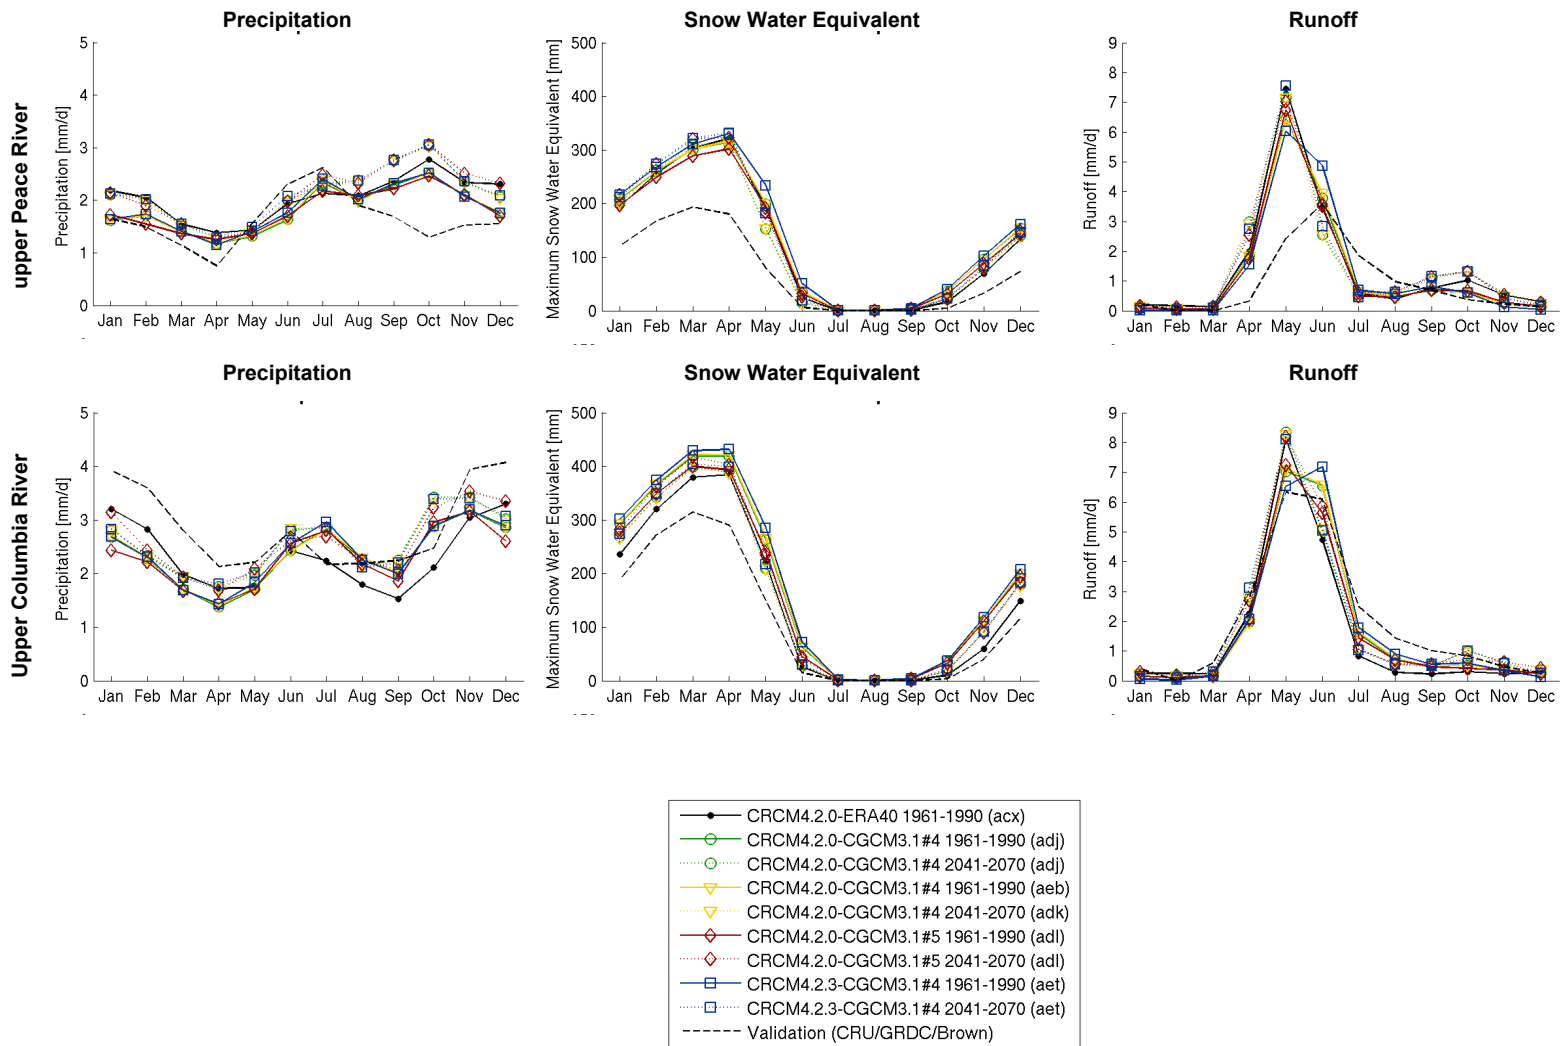 Precipitation
Snow Water Equivalent
Runoff
upper Peace River
Precipitation [mm/d]
5
4
3
2
1
0
Jan Feb Mar Apr May Jun Jul Aug Sep Oct Nov Dec
Maximum Snow Water Equivalent [mm]
500
400
300
200
100
0
Jan Feb Mar Apr May Jun Jul Aug Sep Oct Nov Dec
Runoff [mm/d]
9
8
7
6
5
4
3
2
1
0
Jan Feb Mar Apr May Jun Jul Aug Sep Oct Nov Dec
Precipitation
Snow Water Equivalent
Runoff
Upper Columbia River
Precipitation [mm/d]
5
4
3
2
1
0
Jan Feb Mar Apr May Jun Jul Aug Sep Oct Nov Dec
Maximum Snow Water Equivalent [mm]
500
400
300
200
100
0
Jan Feb Mar Apr May Jun Jul Aug Sep Oct Nov Dec
Runoff [mm/d]
9
8
7
6
5
4
3
2
1
0
Jan Feb Mar Apr May Jun Jul Aug Sep Oct Nov Dec
CRCM4.2.0-ERA40 1961-1990 (acx)
CRCM4.2.0-CGCM3.1#4 1961-1990 (adj)
CRCM4.2.0-CGCM3.1#4 2041-2070 (adj)
CRCM4.2.0-CGCM3.1#4 1961-1990 (aeb)
CRCM4.2.0-CGCM3.1#4 2041-2070 (adk)
CRCM4.2.0-CGCM3.1#5 1961-1990 (adl)
CRCM4.2.0-CGCM3.1#5 2041-2070 (adl)
CRCM4.2.3-CGCM3.1#4 1961-1990 (aet)
CRCM4.2.3-CGCM3.1#4 2041-2070 (aet)
Validation (CRU/GRDC/Brown)